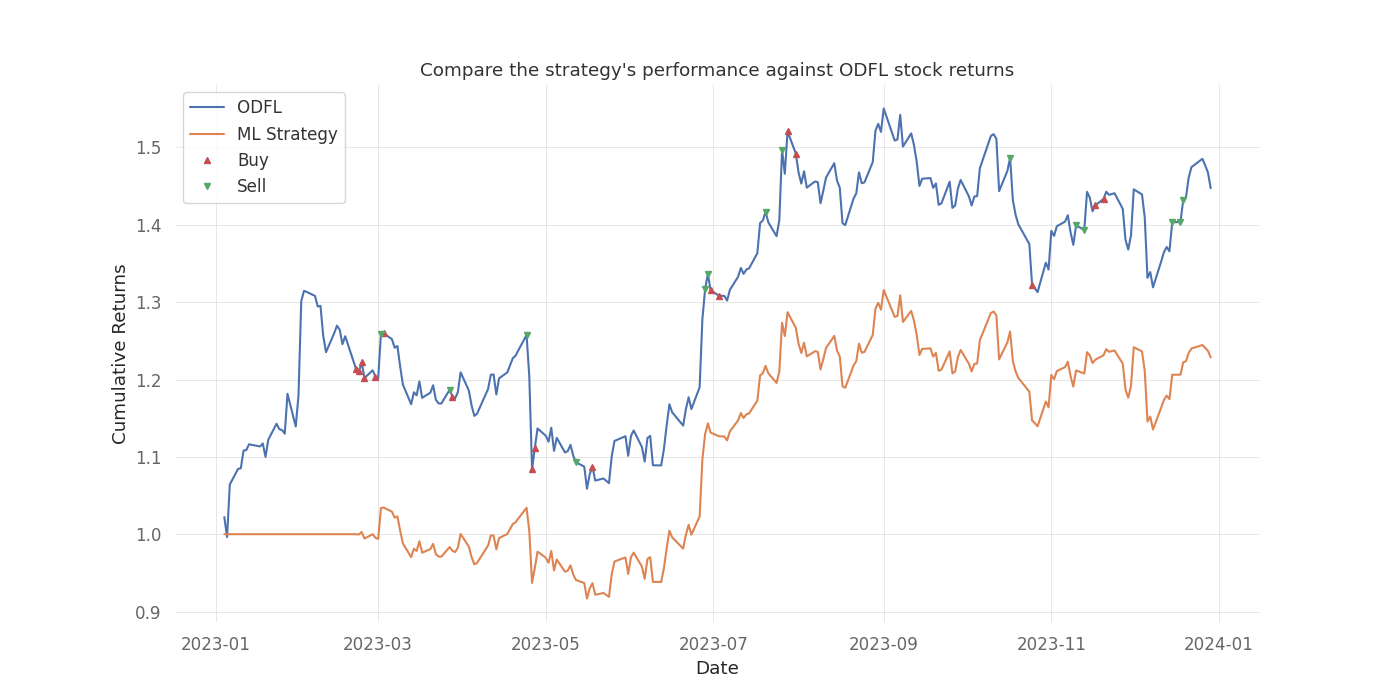 Compare the strategy's performance against ODFL stock returns
ODFL
ML Strategy
Buy
Sell
Cumulative Returns
1.5
1.4
1.3
1.2
1.1
1.0
0.9
2023-01
2023-03
2023-05
2023-07
2023-09
2023-11
2024-01
Date